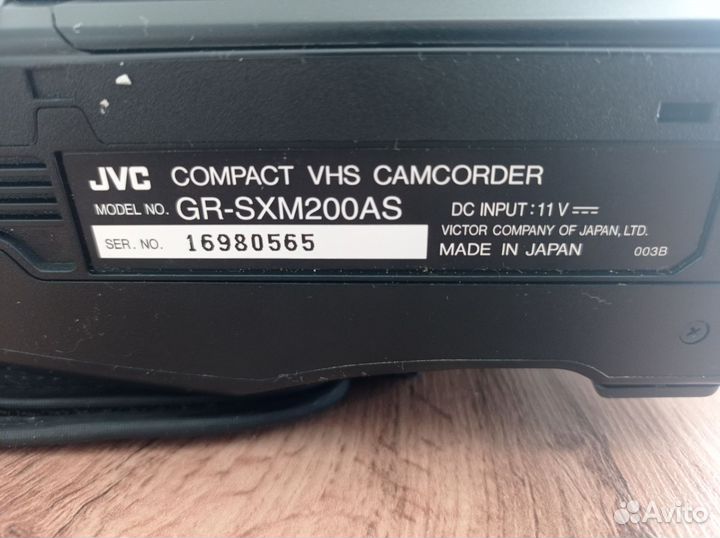 JVC COMPACT VHS CAMCORDER
MODEL NO. GR-SXM200AS DC INPUT : 11 V
SER. NO. 16980565 VICTOR COMPANY OF JAPAN, LTD.
MADE IN JAPAN 003B
Avito